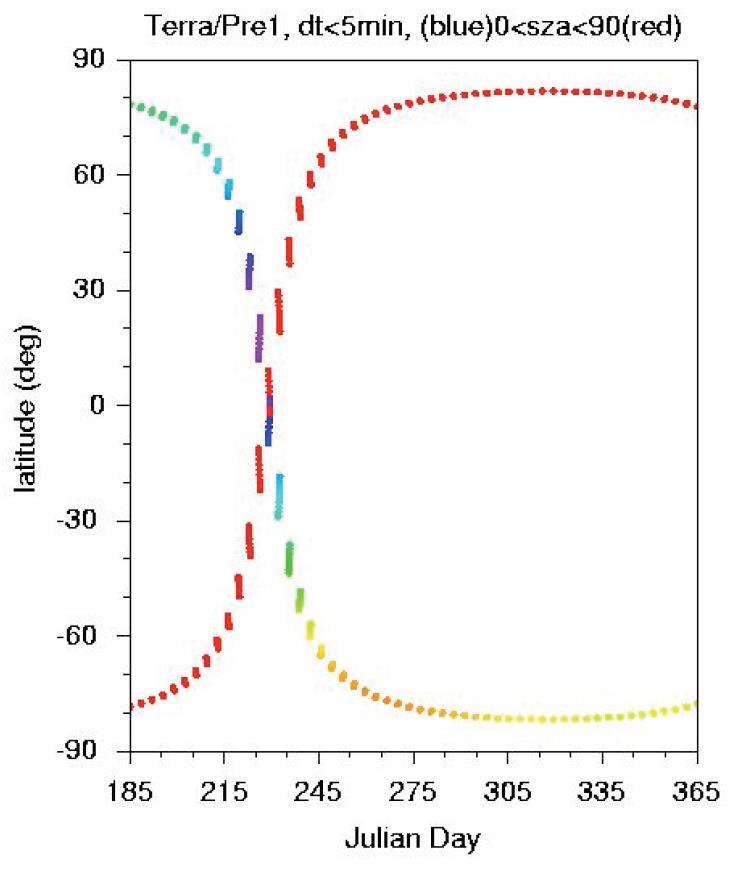 Terra/Pre1, dt<5min, (blue)0<sza<90(red)
90
60
30
0
-30
-60
-90
latitude (deg)
185 215 245 275 305 335 365
Julian Day